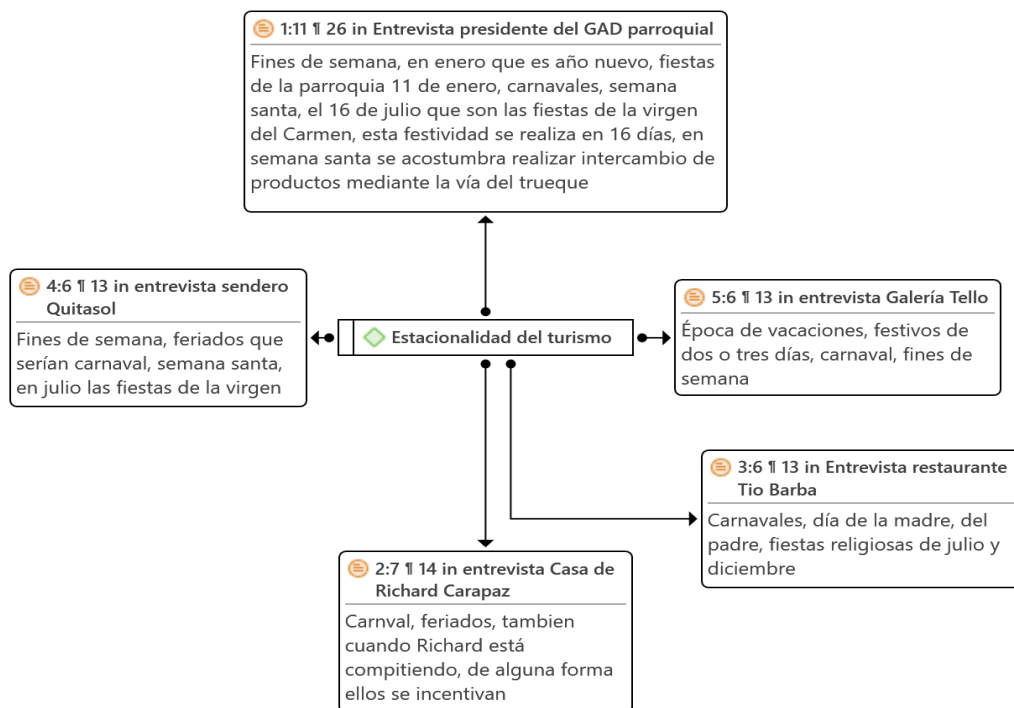 1:11 ¶ 26 in Entrevista presidente del GAD parroquial
Fines de semana, en enero que es año nuevo, fiestas
de la parroquia 11 de enero, carnavales, semana
santa, el 16 de julio que son las fiestas de la virgen
del Carmen, esta festividad se realiza en 16 días, en
semana santa se acostumbra realizar intercambio de
productos mediante la vía del trueque
4:6 ¶ 13 in entrevista sendero
Quitasol
Fines de semana, feriados que
serían carnaval, semana santa,
en julio las fiestas de la virgen
Estacionalidad del turismo
5:6 ¶ 13 in entrevista Galería Tello
Época de vacaciones, festivos de
dos o tres días, carnaval, fines de
semana
3:6 ¶ 13 in Entrevista restaurante
Tio Barba
Carnavales, día de la madre, del
padre, fiestas religiosas de julio y
diciembre
2:7 ¶ 14 in entrevista Casa de
Richard Carapaz
Carnval, feriados, tambien
cuando Richard está
compitiendo, de alguna forma
ellos se incentivan